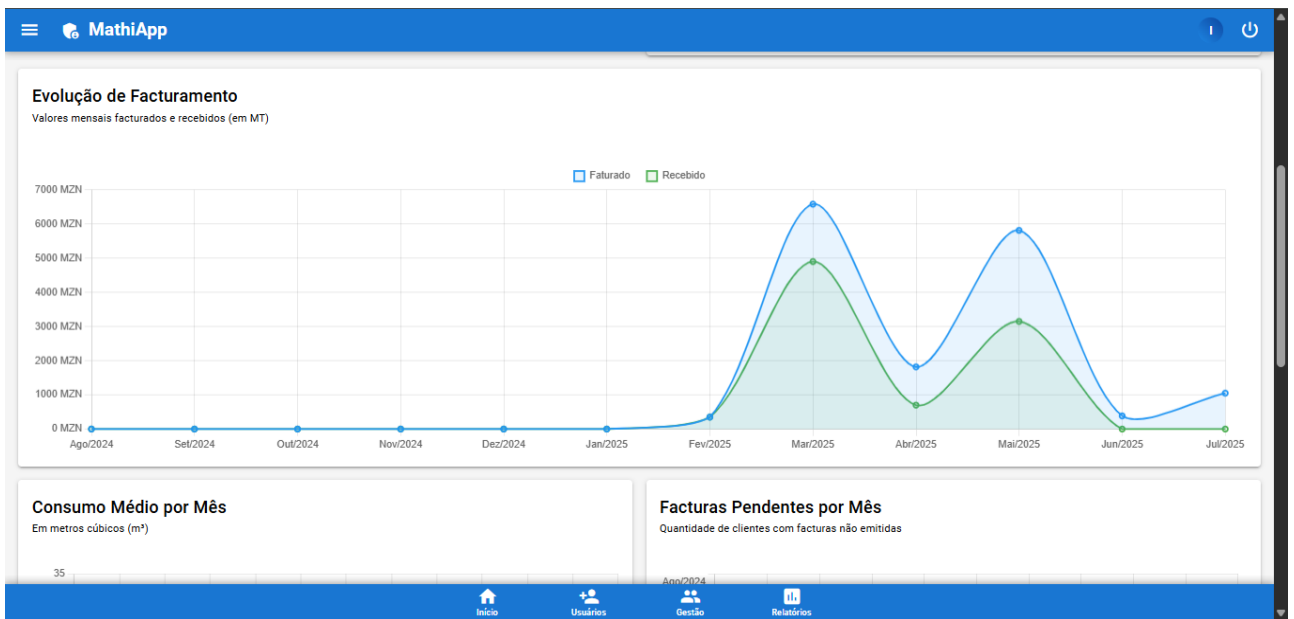 MathiApp
I
Evolução de Facturamento
Valores mensais facturados e recebidos (em MT)
Faturado Recebido
7000 MZN
6000 MZN
5000 MZN
4000 MZN
3000 MZN
2000 MZN
1000 MZN
0 MZN
Ago/2024 Set/2024 Out/2024 Nov/2024 Dez/2024 Jan/2025 Fev/2025 Mar/2025 Abr/2025 Mai/2025 Jun/2025 Jul/2025
Consumo Médio por Mês
Em metros cúbicos (m³)
35
Facturas Pendentes por Mês
Quantidade de clientes com facturas não emitidas
Ago/2024
Início Usuários Gestão Relatórios